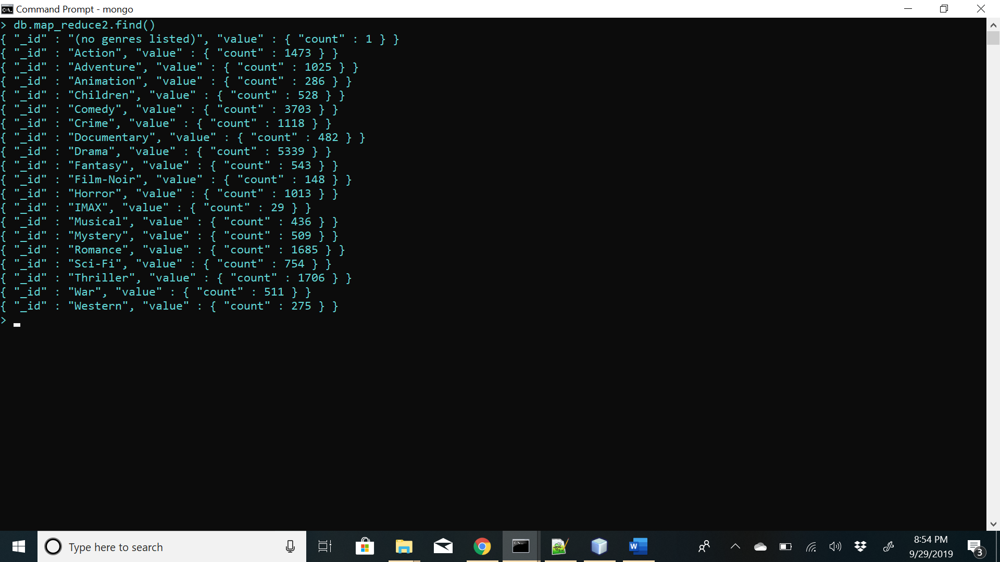 Command Prompt - mongo
> db.map_reduce2.find()
{ "_id" : "(no genres listed)", "value" : { "count" : 1 } }
{ "_id" : "Action", "value" : { "count" : 1473 } }
{ "_id" : "Adventure", "value" : { "count" : 1025 } }
{ "_id" : "Animation", "value" : { "count" : 286 } }
{ "_id" : "Children", "value" : { "count" : 528 } }
{ "_id" : "Comedy", "value" : { "count" : 3703 } }
{ "_id" : "Crime", "value" : { "count" : 1118 } }
{ "_id" : "Documentary", "value" : { "count" : 482 } }
{ "_id" : "Drama", "value" : { "count" : 5339 } }
{ "_id" : "Fantasy", "value" : { "count" : 543 } }
{ "_id" : "Film-Noir", "value" : { "count" : 148 } }
{ "_id" : "Horror", "value" : { "count" : 1013 } }
{ "_id" : "IMAX", "value" : { "count" : 29 } }
{ "_id" : "Musical", "value" : { "count" : 436 } }
{ "_id" : "Mystery", "value" : { "count" : 509 } }
{ "_id" : "Romance", "value" : { "count" : 1685 } }
{ "_id" : "Sci-Fi", "value" : { "count" : 754 } }
{ "_id" : "Thriller", "value" : { "count" : 1706 } }
{ "_id" : "War", "value" : { "count" : 511 } }
{ "_id" : "Western", "value" : { "count" : 275 } }
>
Type here to search
8:54 PM
9/29/2019
3